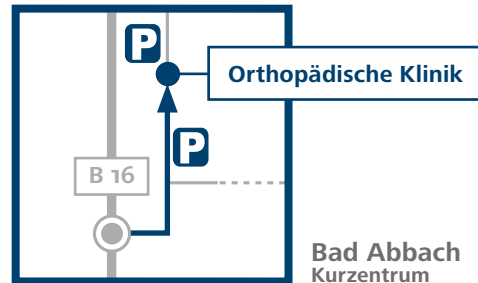 P
Orthopädische Klinik
P
B 16
Bad Abbach
Kurzentrum